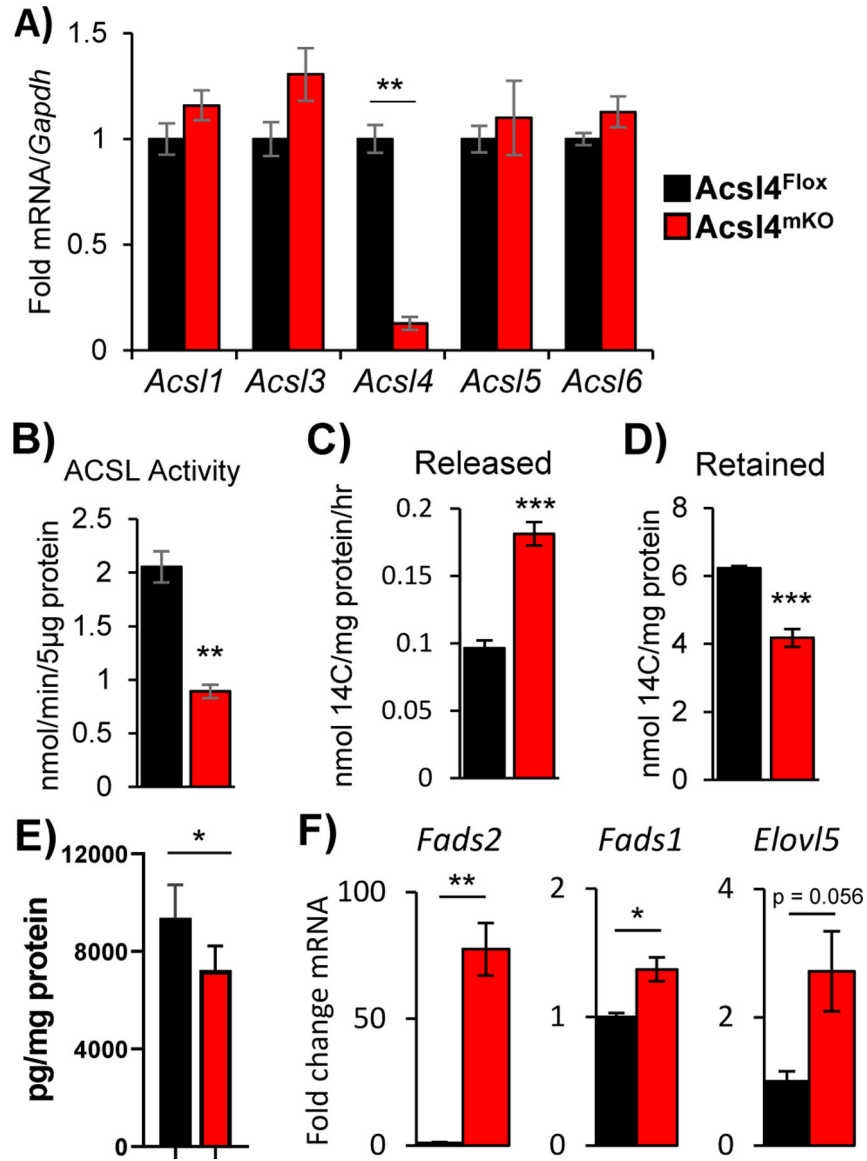 A)
Fold mRNA/Gapdh
1.5
1
0.5
0
**
Acsl1 Acsl3 Acsl4 Acsl5 Acsl6
Acsl4^Flox
Acsl4^mKO
B)
ACSL Activity
nmol/min/5µg protein
2.5
2
1.5
1
0.5
0
**
C)
Released
nmol 14C/mg protein/hr
0.2
0.15
0.1
0.05
0
***
D)
Retained
nmol 14C/mg protein
8
6
4
2
0
***
E)
pg/mg protein
12000
8000
4000
0
*
F)
Fold change mRNA
Fads2
100
50
0
**
Fads1
2
1
0
*
Elovl5
4
2
0
p = 0.056